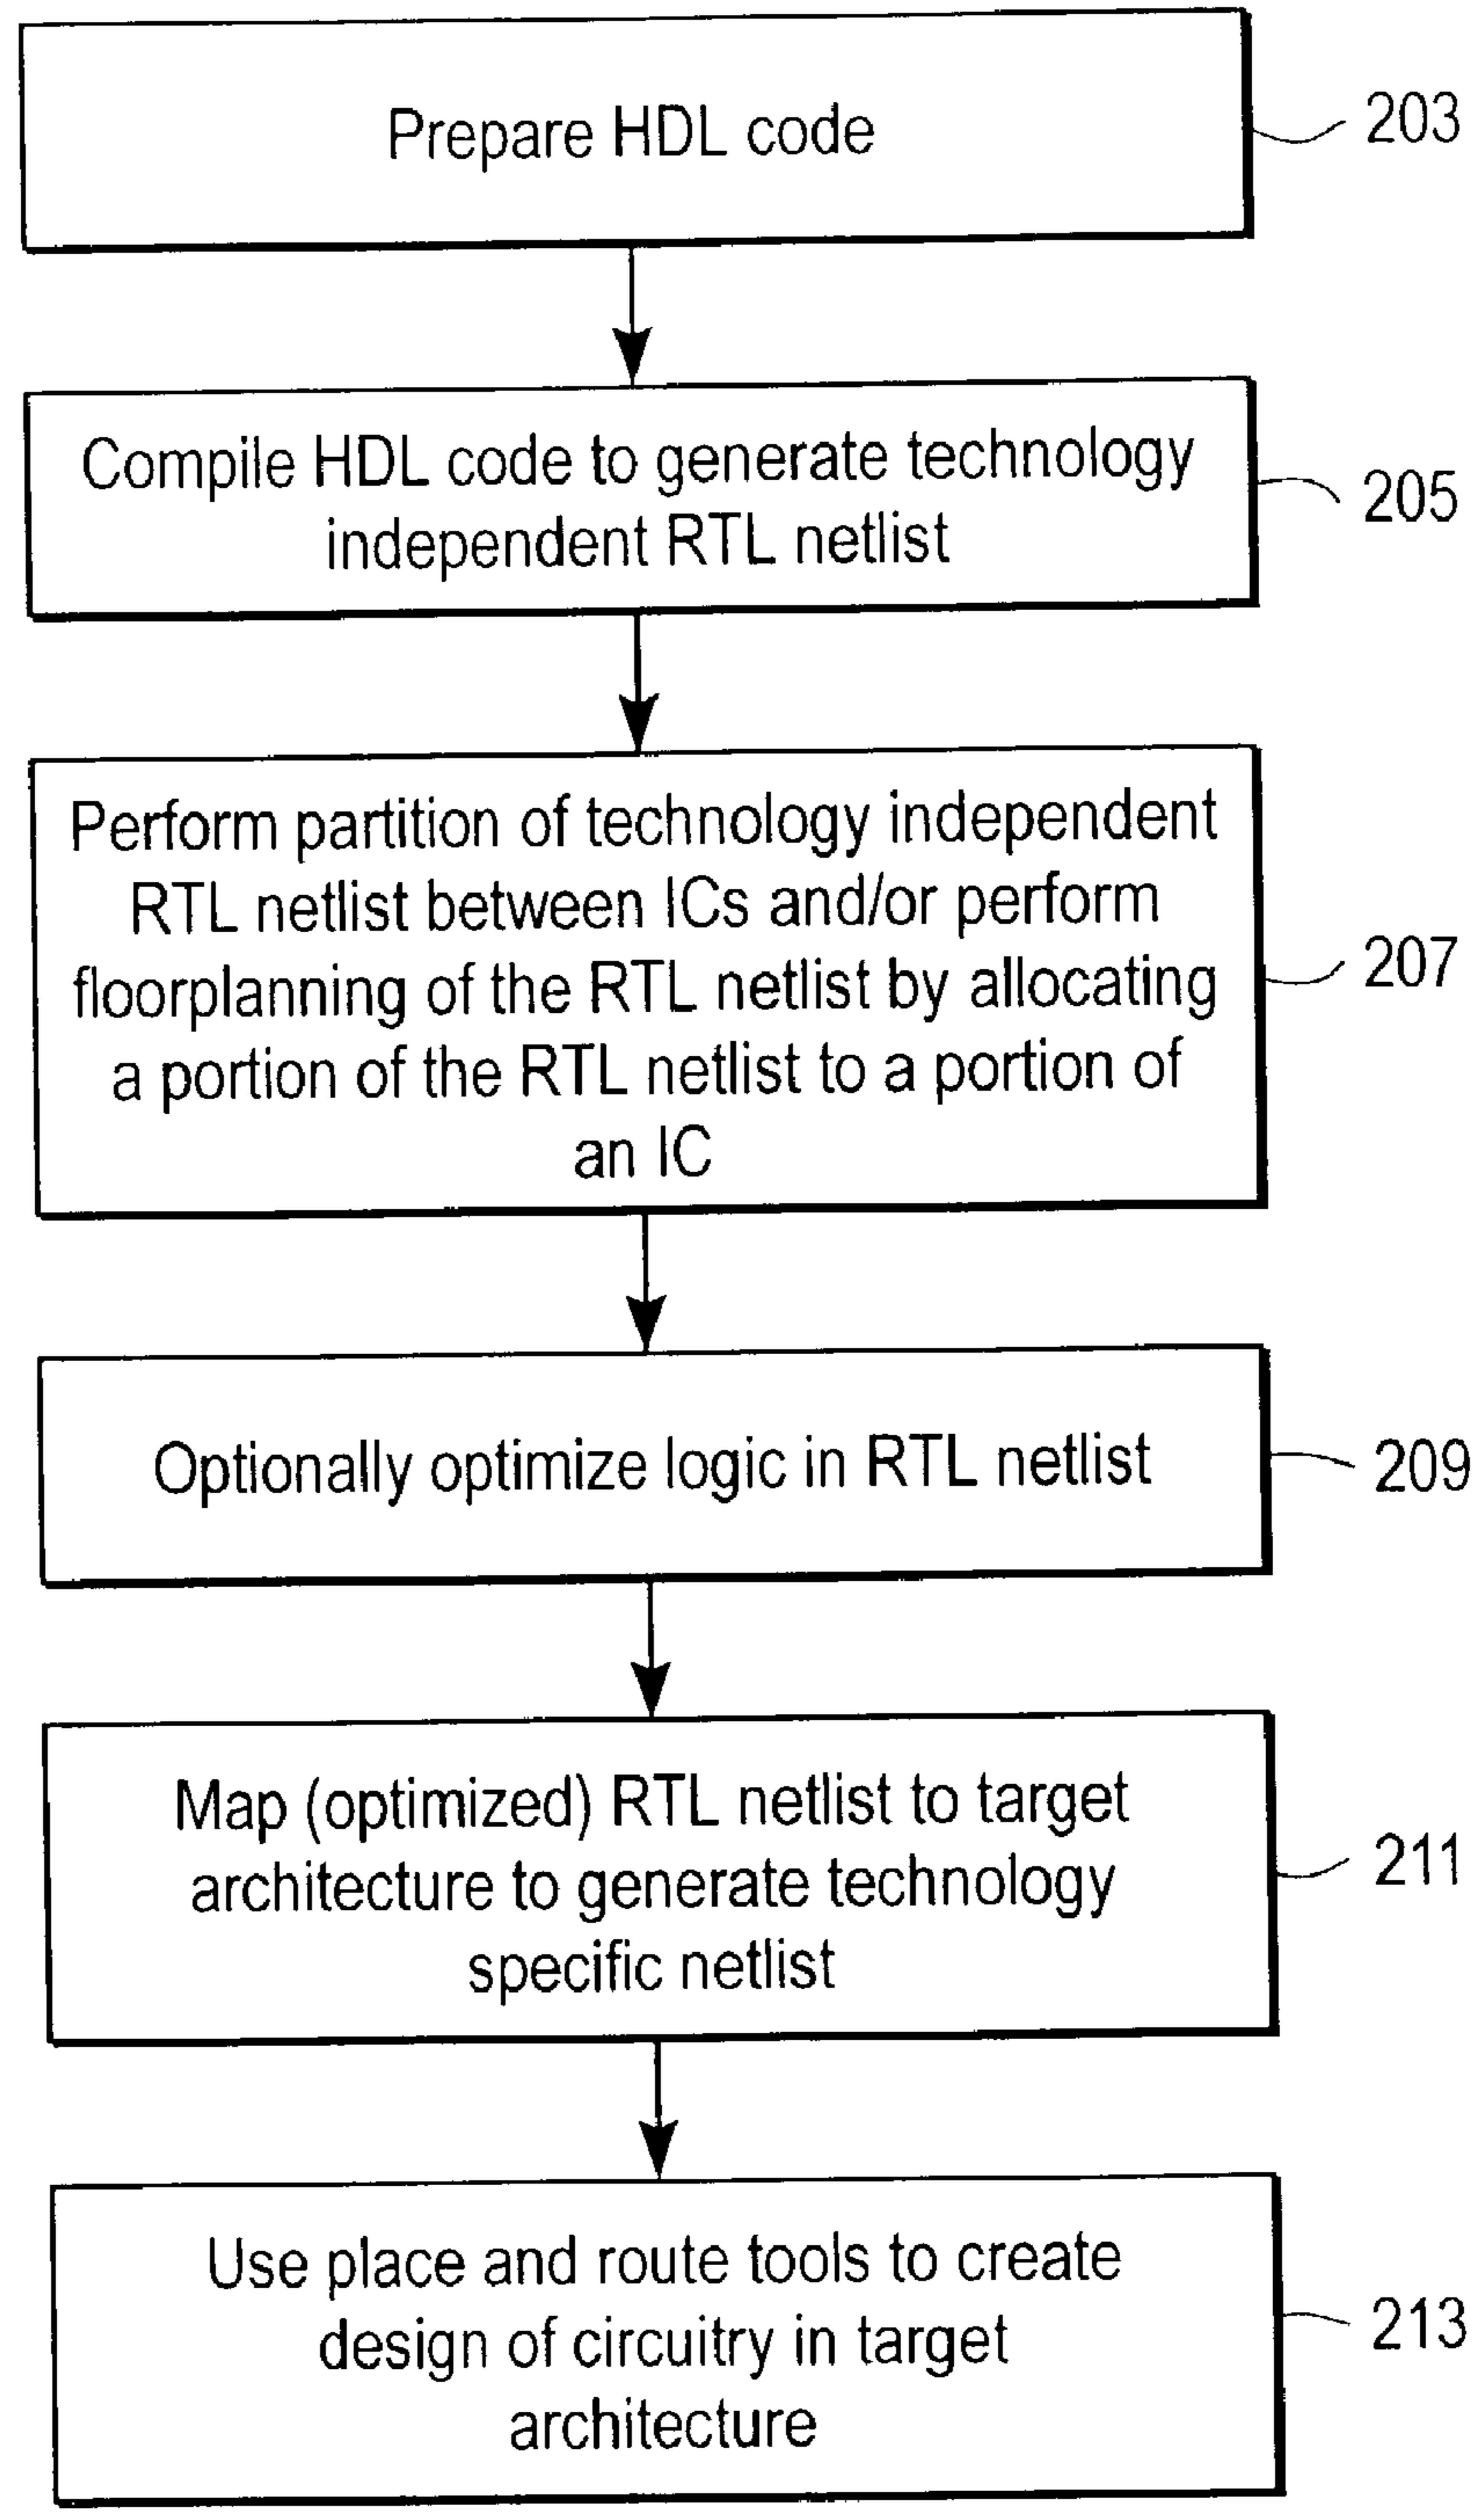 Prepare HDL code
203
Compile HDL code to generate technology
independent RTL netlist
205
Perform partition of technology independent
RTL netlist between ICs and/or perform
floorplanning of the RTL netlist by allocating
a portion of the RTL netlist to a portion of
an IC
207
Optionally optimize logic in RTL netlist
209
Map (optimized) RTL netlist to target
architecture to generate technology
specific netlist
211
Use place and route tools to create
design of circuitry in target
architecture
213